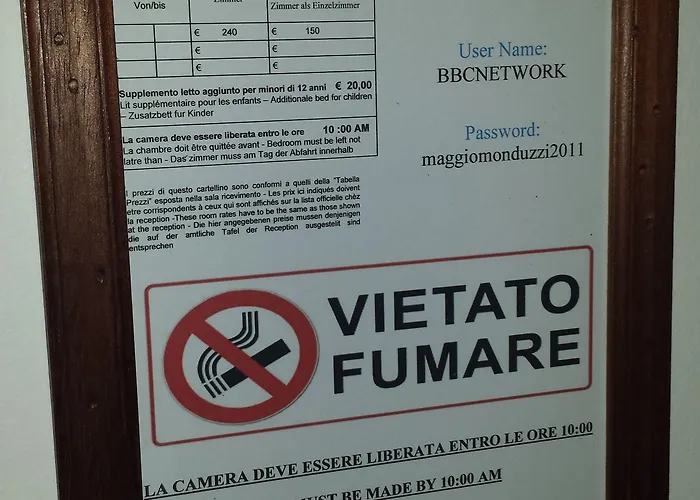 Von/bis
Zimmer als Einzelzimmer
€ 240 € 150
€ €
€ €
Supplemento letto aggiunto per minori di 12 anni € 20,00
Lit supplémentaire pour les enfants – Additionale bed for children
– Zusatzbett fur Kinder
La camera deve essere liberata entro le ore 10 :00 AM
La chambre doit être quittée avant - Bedroom must be left not
latre than - Das zimmer muss am Tag der Abfahrt innerhalb
I prezzi di questo cartellino sono conformi a quelli della "Tabella
Prezzi" esposta nella sala ricevimento - Les prix ici indiqués doivent
etre corrispondents à ceux qui sont affichés sur la lista officielle chèz
la reception -These room rates have to be the same as those shown
at the reception - Die hier angegebenen preise mussen denjenigen
die auf der amtliche Tafel der Reception ausgestellt sind
entsprechen
User Name:
BBCNETWORK
Password:
maggiomonduzzi2011
VIETATO
FUMARE
LA CAMERA DEVE ESSERE LIBERATA ENTRO LE ORE 10:00
MUST BE MADE BY 10:00 AM